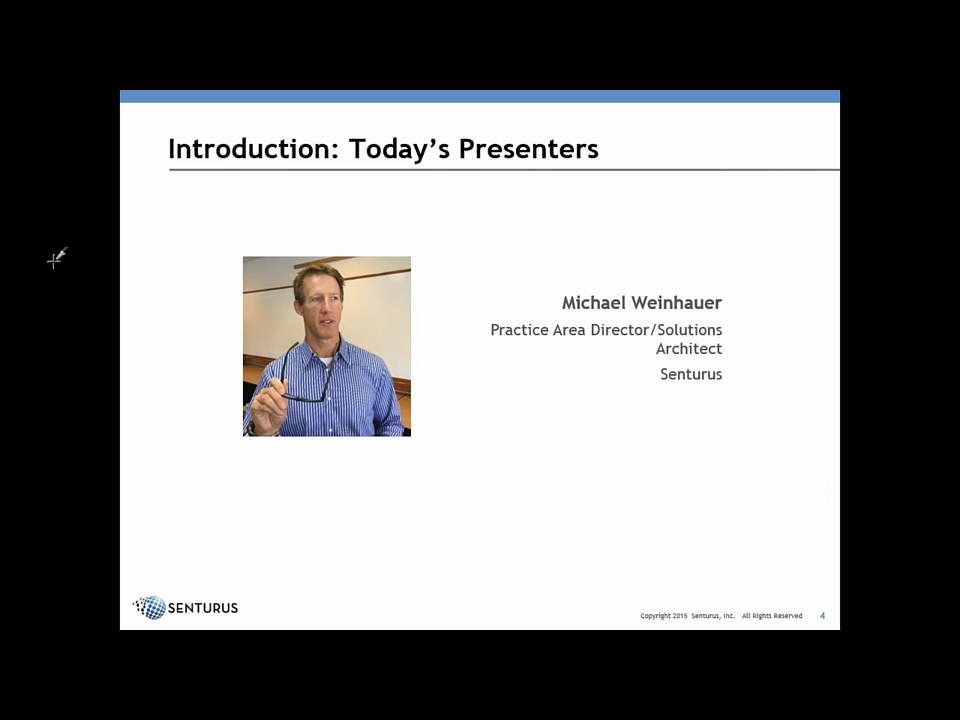 Introduction: Today’s Presenters
Michael Weinhauer
Practice Area Director/Solutions
Architect
Senturus
SENTURUS
Copyright 2015 Senturus, Inc. All Rights Reserved 4